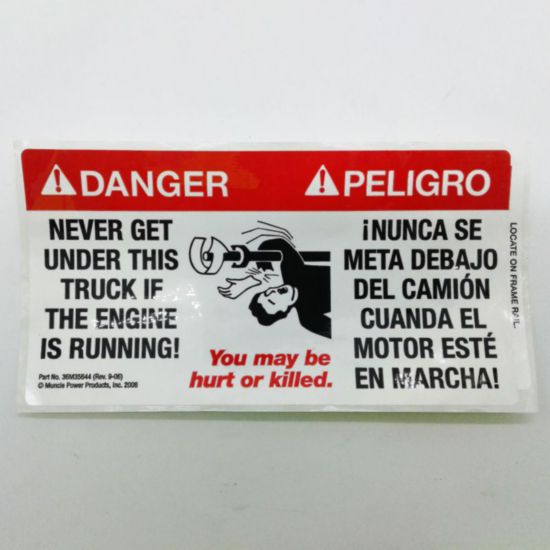 DANGER
NEVER GET
UNDER THIS
TRUCK IF
THE ENGINE
IS RUNNING!
Part No. 36M35644 (Rev. 9-06)
© Muncie Power Products, Inc. 2006
You may be
hurt or killed.
PELIGRO
¡NUNCA SE
META DEBAJO
DEL CAMIÓN
CUANDA EL
MOTOR ESTÉ
EN MARCHA!
LOCATE ON FRAME RAIL.